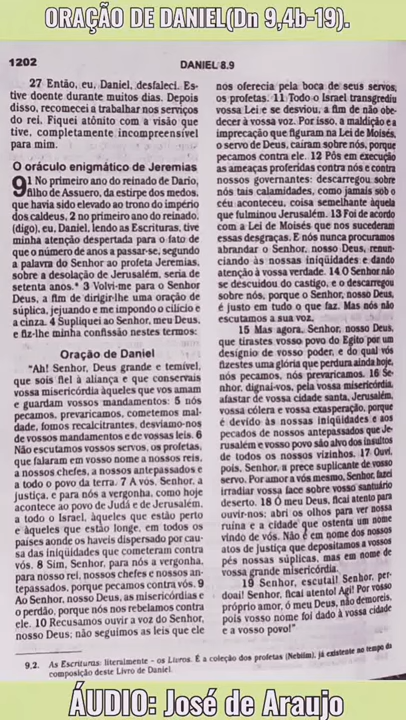 ORAÇÃO DE DANIEL(Dn 9,4b-19).
1202
DANIEL 8.9
27 Então, eu, Daniel, desfaleci. Es-
tive doente durante muitos dias. Depois
disso, recomecei a trabalhar nos serviços
do rei. Fiquei atônito com a visão que
tive, completamente incompreensível
para mim.
O oráculo enigmático de Jeremias
9 1 No primeiro ano do reinado de Dario,
filho de Assuero, da estirpe dos medos,
que havia sido elevado ao trono do império
dos caldeus, 2 no primeiro ano do reinado,
(digo), eu, Daniel, lendo as Escrituras, tive
minha atenção despertada para o fato de
que o número de anos a passar-se, segundo
a palavra do Senhor ao profeta Jeremias,
sobre a desolação de Jerusalém, seria de
setenta anos.* 3 Volvi-me para o Senhor
Deus, a fim de dirigir-lhe uma oração de
súplica, jejuando e me impondo o cilício e
a cinza. 4 Supliquei ao Senhor, meu Deus,
e fiz-lhe minha confissão nestes termos:
Oração de Daniel
"Ah! Senhor, Deus grande e temível,
que sois fiel à aliança e que conservais
vossa misericórdia àqueles que vos amam
e guardam vossos mandamentos: 5 nós
pecamos, prevaricamos, cometemos mal-
dade, fomos recalcitrantes, desviamo-nos
de vossos mandamentos e de vossas leis. 6
Não escutamos vossos servos, os profetas,
que falaram em vosso nome a nossos reis,
a nossos chefes, a nossos antepassados e
a todo o povo da terra. 7 A vós, Senhor, a
justiça, e para nós a vergonha, como hoje
acontece ao povo de Judá e de Jerusalém,
a todo o Israel, àqueles que estão perto
e àqueles que estão longe, em todos os
países aonde os haveis dispersado por cau-
sa das iniqüidades que cometeram contra
vós. 8 Sim, Senhor, para nós a vergonha,
para nosso rei, nossos chefes e nossos an-
tepassados, porque pecamos contra vós. 9
Ao Senhor, nosso Deus, as misericórdias e
o perdão, porque nós nos rebelamos contra
ele. 10 Recusamos ouvir a voz do Senhor,
nosso Deus; não seguimos as leis que ele
nos oferecia pela boca de seus servos,
os profetas. 11 Todo o Israel transgrediu
vossa Lei e se desviou, a fim de não obe-
decer à vossa voz. Por isso, a maldição e a
imprecação que figuram na Lei de Moisés,
o servo de Deus, caíram sobre nós, porque
pecamos contra ele. 12 Pôs em execução
as ameaças proferidas contra nós e contra
nossos governantes: descarregou sobre
nós tais calamidades, como jamais sob o
céu aconteceu, coisa semelhante àquela
que fulminou Jerusalém. 13 Foi de acordo
com a Lei de Moisés que nos sucederam
essas desgraças. E nós nunca procuramos
abrandar o Senhor, nosso Deus, renun-
ciando às nossas iniqüidades e dando
atenção à vossa verdade. 14 O Senhor não
se descuidou do castigo, e o descarregou
sobre nós, porque o Senhor, nosso Deus,
é justo em tudo o que faz. Mas nós não
escutamos a sua voz.
15 Mas agora, Senhor, nosso Deus,
que tirastes vosso povo do Egito por um
desígnio de vosso poder, e do qual vós
fizestes uma glória que perdura ainda hoje,
nós pecamos, nós prevaricamos. 16 Se-
nhor, dignai-vos, pela vossa misericórdia,
afastar de vossa cidade santa, Jerusalém,
vossa cólera e vossa exasperação, porque
é devido às nossas iniqüidades e aos
pecados de nossos antepassados que Je-
rusalém e vosso povo são alvo dos insultos
de todos os nossos vizinhos. 17 Ouvi,
pois, Senhor, a prece suplicante de vosso
servo. Por amor a vós mesmo, Senhor, fazei
irradiar vossa face sobre vosso santuário
deserto. 18 Ó meu Deus, ficai atento para
ouvir-nos; abri os olhos para ver nossa
ruína e a cidade que ostenta um nome
vindo de vós. Não é em nome dos nossos
atos de justiça que depositamos a vossos
pés nossas súplicas, mas em nome de
vossa grande misericórdia.
19 Senhor, escutai! Senhor, per-
doai! Senhor, ficai atento! Agi! Por vosso
próprio amor, ó meu Deus, não demoreis,
pois vosso nome foi dado à vossa cidade
e a vosso povo!"
9.2. As Escrituras: literalmente - os Livros. É a coleção dos profetas (Nebiim), já existente no tempo da
composição deste Livro de Daniel.
ÁUDIO: José de Araujo